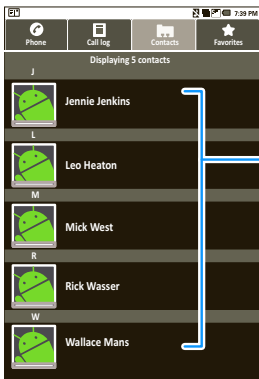 7:39 PM
Phone Call log Contacts Favorites
Displaying 5 contacts
J
Jennie Jenkins
L
Leo Heaton
M
Mick West
R
Rick Wasser
W
Wallace Mans